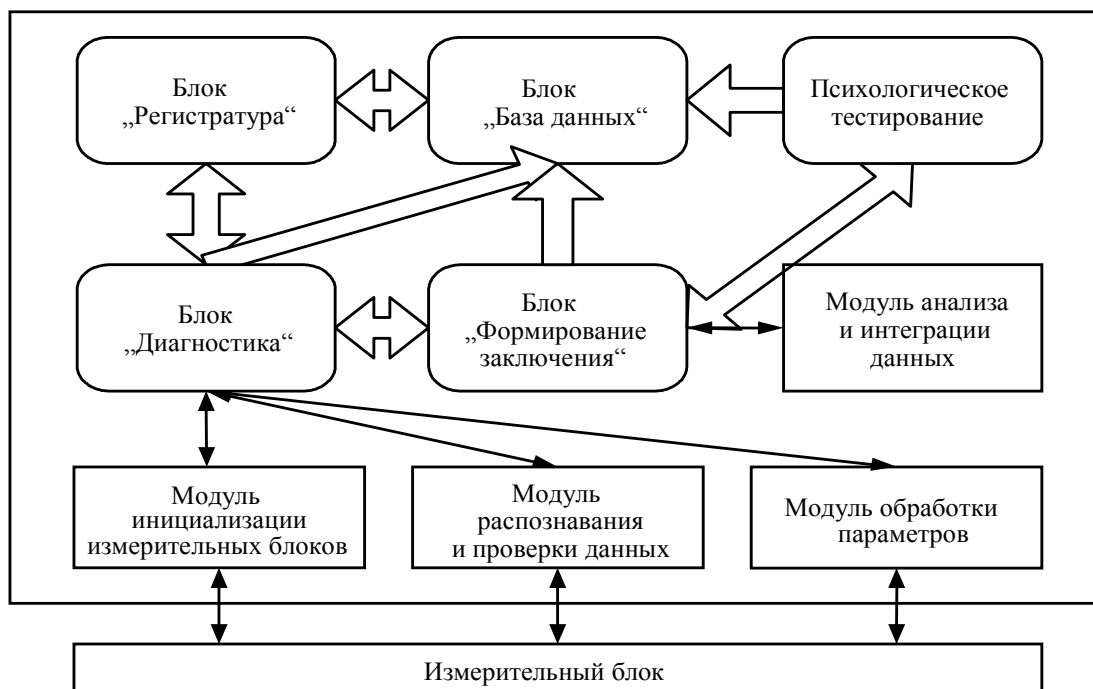 Блок
„Регистратура“
Блок
„База данных“
Психологическое
тестирование
Блок
„Диагностика“
Блок
„Формирование
заключения“
Модуль анализа
и интеграции
данных
Модуль
инициализации
измерительных блоков
Модуль
распознавания
и проверки данных
Модуль обработки
параметров
Измерительный блок